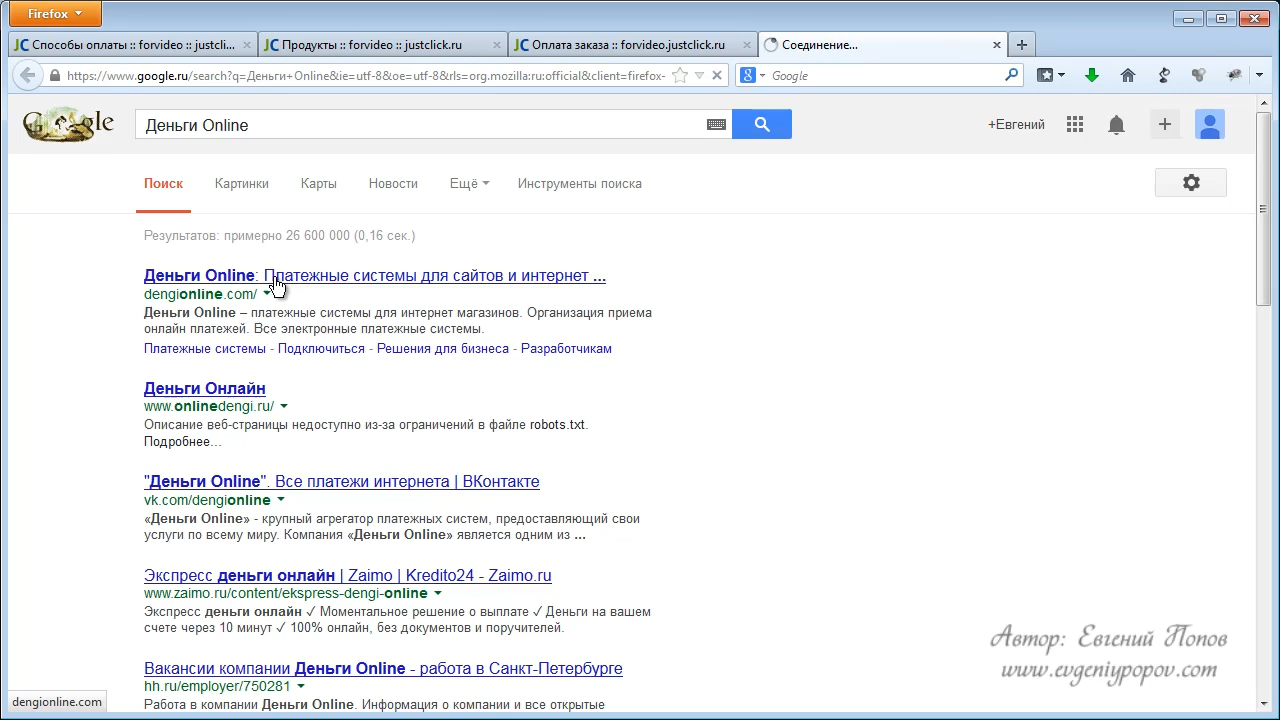 Firefox
Способы оплаты :: forvideo :: justcli...
Продукты :: forvideo :: justclick.ru
Оплата заказа :: forvideo.justclick.ru
Соединение...
https://www.google.ru/search?q=Деньги+Online&ie=utf-8&oe=utf-8&rls=org.mozilla:ru:official&client=firefox-
Google
Google
Деньги Online
+Евгений
Поиск
Картинки
Карты
Новости
Ещё
Инструменты поиска
Результатов: примерно 26 600 000 (0,16 сек.)
Деньги Online: Платежные системы для сайтов и интернет ...
dengionline.com/
Деньги Online – платежные системы для интернет магазинов. Организация приема
онлайн платежей. Все электронные платежные системы.
Платежные системы - Подключиться - Решения для бизнеса - Разработчикам
Деньги Онлайн
www.onlinedengi.ru/
Описание веб-страницы недоступно из-за ограничений в файле robots.txt.
Подробнее...
"Деньги Online". Все платежи интернета | ВКонтакте
vk.com/dengionline
«Деньги Online» - крупный агрегатор платежных систем, предоставляющий свои
услуги по всему миру. Компания «Деньги Online» является одним из ...
Экспресс деньги онлайн | Zaimo | Kredito24 - Zaimo.ru
www.zaimo.ru/content/ekspress-dengi-online
Экспресс деньги онлайн ✓ Моментальное решение о выплате ✓ Деньги на вашем
счете через 10 минут ✓ 100% онлайн, без документов и поручителей.
Вакансии компании Деньги Online - работа в Санкт-Петербурге
hh.ru/employer/750281
Работа в компании Деньги Online. Информация о компании и все открытые
dengionline.com
Автор: Евгений Попов
www.evgeniypopov.com